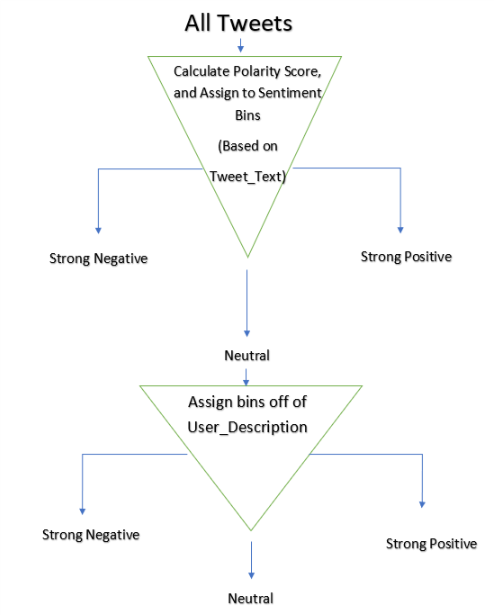 All Tweets
Calculate Polarity Score,
and Assign to Sentiment
Bins
(Based on
Tweet_Text)
Strong Negative
Strong Positive
Neutral
Assign bins off of
User_Description
Strong Negative
Strong Positive
Neutral